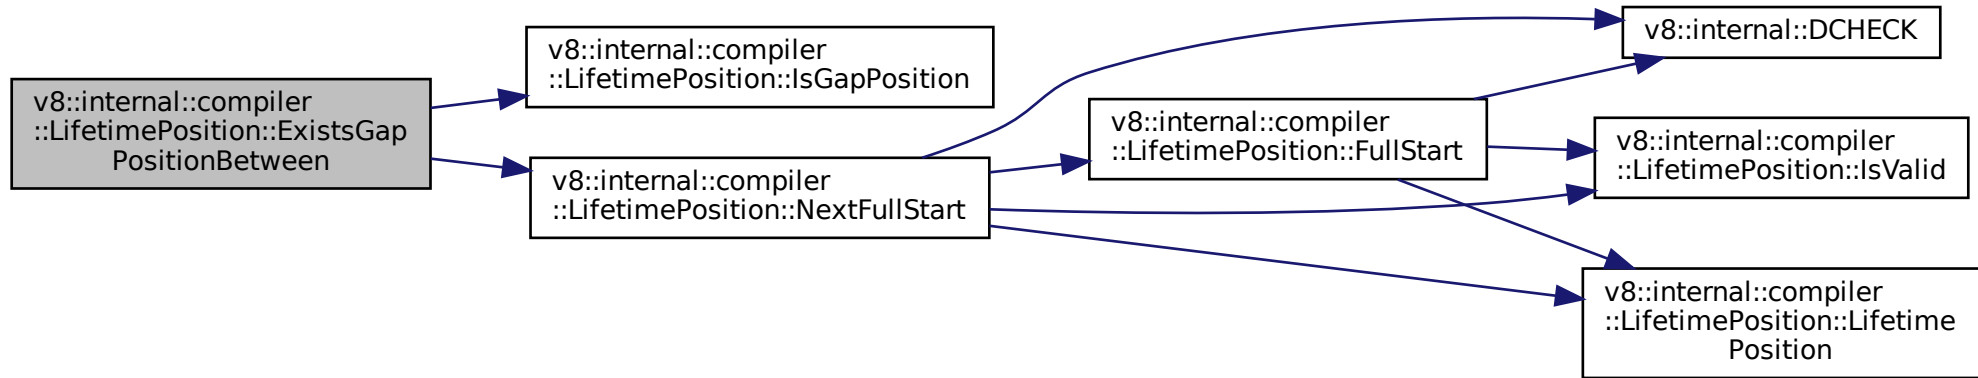 v8::internal::compiler
::LifetimePosition::ExistsGap
PositionBetween
v8::internal::compiler
::LifetimePosition::IsGapPosition
v8::internal::compiler
::LifetimePosition::NextFullStart
v8::internal::compiler
::LifetimePosition::FullStart
v8::internal::DCHECK
v8::internal::compiler
::LifetimePosition::IsValid
v8::internal::compiler
::LifetimePosition::Lifetime
Position